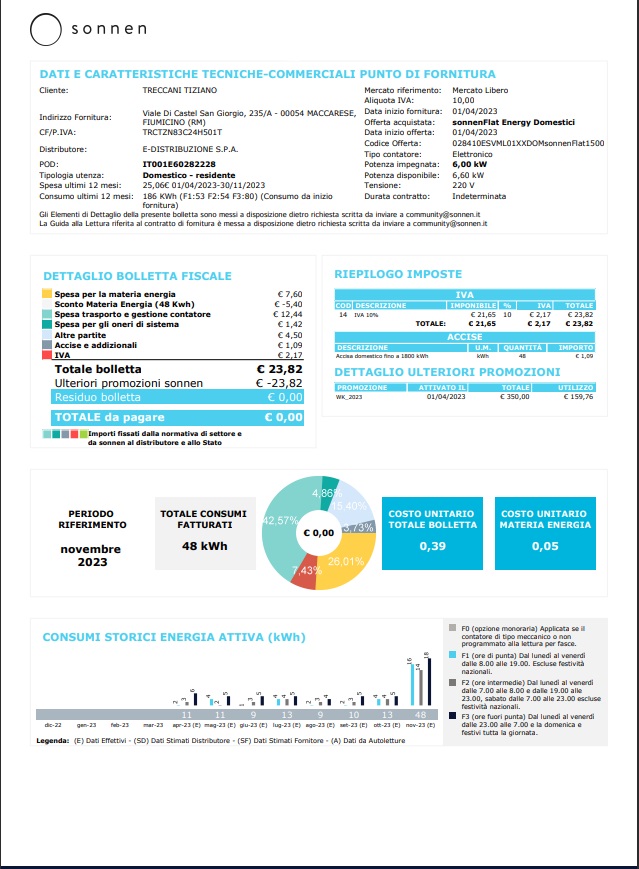 sonnen
DATI E CARATTERISTICHE TECNICHE-COMMERCIALI PUNTO DI FORNITURA
Cliente: TRECCANI TIZIANO
Indirizzo Fornitura: Viale Di Castel San Giorgio, 235/A - 00054 MACCARESE, FIUMICINO (RM)
CF/P.IVA: TRCTZN83C24H501T
Distributore: E-DISTRIBUZIONE S.P.A.
POD: IT001E60282228
Tipologia utenza: Domestico - residente
Spesa ultimi 12 mesi: 25,06€ 01/04/2023-30/11/2023
Consumo ultimi 12 mesi: 186 KWh (F1:53 F2:54 F3:80) (Consumo da inizio fornitura)
Mercato riferimento: Mercato Libero
Aliquota IVA: 10,00
Data inizio fornitura: 01/04/2023
Offerta acquistata: sonnenFlat Energy Domestici
Data inizio offerta: 01/04/2023
Codice Offerta: 028410ESVML01XXDOMsonnenFlat1500
Tipo contatore: Elettronico
Potenza impegnata: 6,00 kW
Potenza disponibile: 6,60 kW
Tensione: 220 V
Durata contratto: Indeterminata
Gli Elementi di Dettaglio della presente bolletta sono messi a disposizione dietro richiesta scritta da inviare a community@sonnen.it
La Guida alla Lettura riferita al contratto di fornitura è messa a disposizione dietro richiesta scritta da inviare a community@sonnen.it
DETTAGLIO BOLLETTA FISCALE
Spesa per la materia energia € 7,60
Sconto Materia Energia (48 Kwh) € -5,40
Spesa trasporto e gestione contatore € 12,44
Spesa per gli oneri di sistema € 1,42
Altre partite € 4,50
Accise e addizionali € 1,09
IVA € 2,17
Totale bolletta € 23,82
Ulteriori promozioni sonnen € -23,82
Residuo bolletta € 0,00
TOTALE da pagare € 0,00
Importi fissati dalla normativa di settore e
da sonnen al distributore e allo Stato
RIEPILOGO IMPOSTE
IVA
COD DESCRIZIONE IMPONIBILE % IVA TOTALE
14 IVA 10% € 21,65 10 € 2,17 € 23,82
TOTALE: € 21,65 € 2,17 € 23,82
ACCISE
DESCRIZIONE U.M. QUANTITÀ IMPORTO
Accisa domestico fino a 1800 kWh kWh 48 € 1,09
DETTAGLIO ULTERIORI PROMOZIONI
PROMOZIONE ATTIVATO IL TOTALE UTILIZZO
WK_2023 01/04/2023 € 350,00 € 159,76
PERIODO
RIFERIMENTO
novembre
2023
TOTALE CONSUMI
FATTURATI
48 kWh
4,86%
15,40%
3,73%
26,01%
7,43%
42,57%
€ 0,00
COSTO UNITARIO
TOTALE BOLLETTA
0,39
COSTO UNITARIO
MATERIA ENERGIA
0,05
CONSUMI STORICI ENERGIA ATTIVA (kWh)
2 3 6 4 2 5 1 3 5 4 4 5 2 3 5 2 3 5 4 4 5 16 14 18
11 11 9 13 9 10 13 48
dic-22 gen-23 feb-23 mar-23 apr-23 (E) mag-23 (E) giu-23 (E) lug-23 (E) ago-23 (E) set-23 (E) ott-23 (E) nov-23 (E)
Legenda: (E) Dati Effettivi - (SD) Dati Stimati Distributore - (SF) Dati Stimati Fornitore - (A) Dati da Autoletture
F0 (opzione monoraria) Applicata se il
contatore di tipo meccanico o non
programmato alla lettura per fasce.
F1 (ore di punta) Dal lunedì al venerdì
dalle 8.00 alle 19.00. Escluse festività
nazionali.
F2 (ore intermedie) Dal lunedì al venerdì
dalle 7.00 alle 8.00 e dalle 19.00 alle
23.00, sabato dalle 7.00 alle 23.00 escluse
festività nazionali.
F3 (ore fuori punta) Dal lunedì al venerdì
dalle 23.00 alle 7.00 e la domenica e
festivi tutta la giornata.